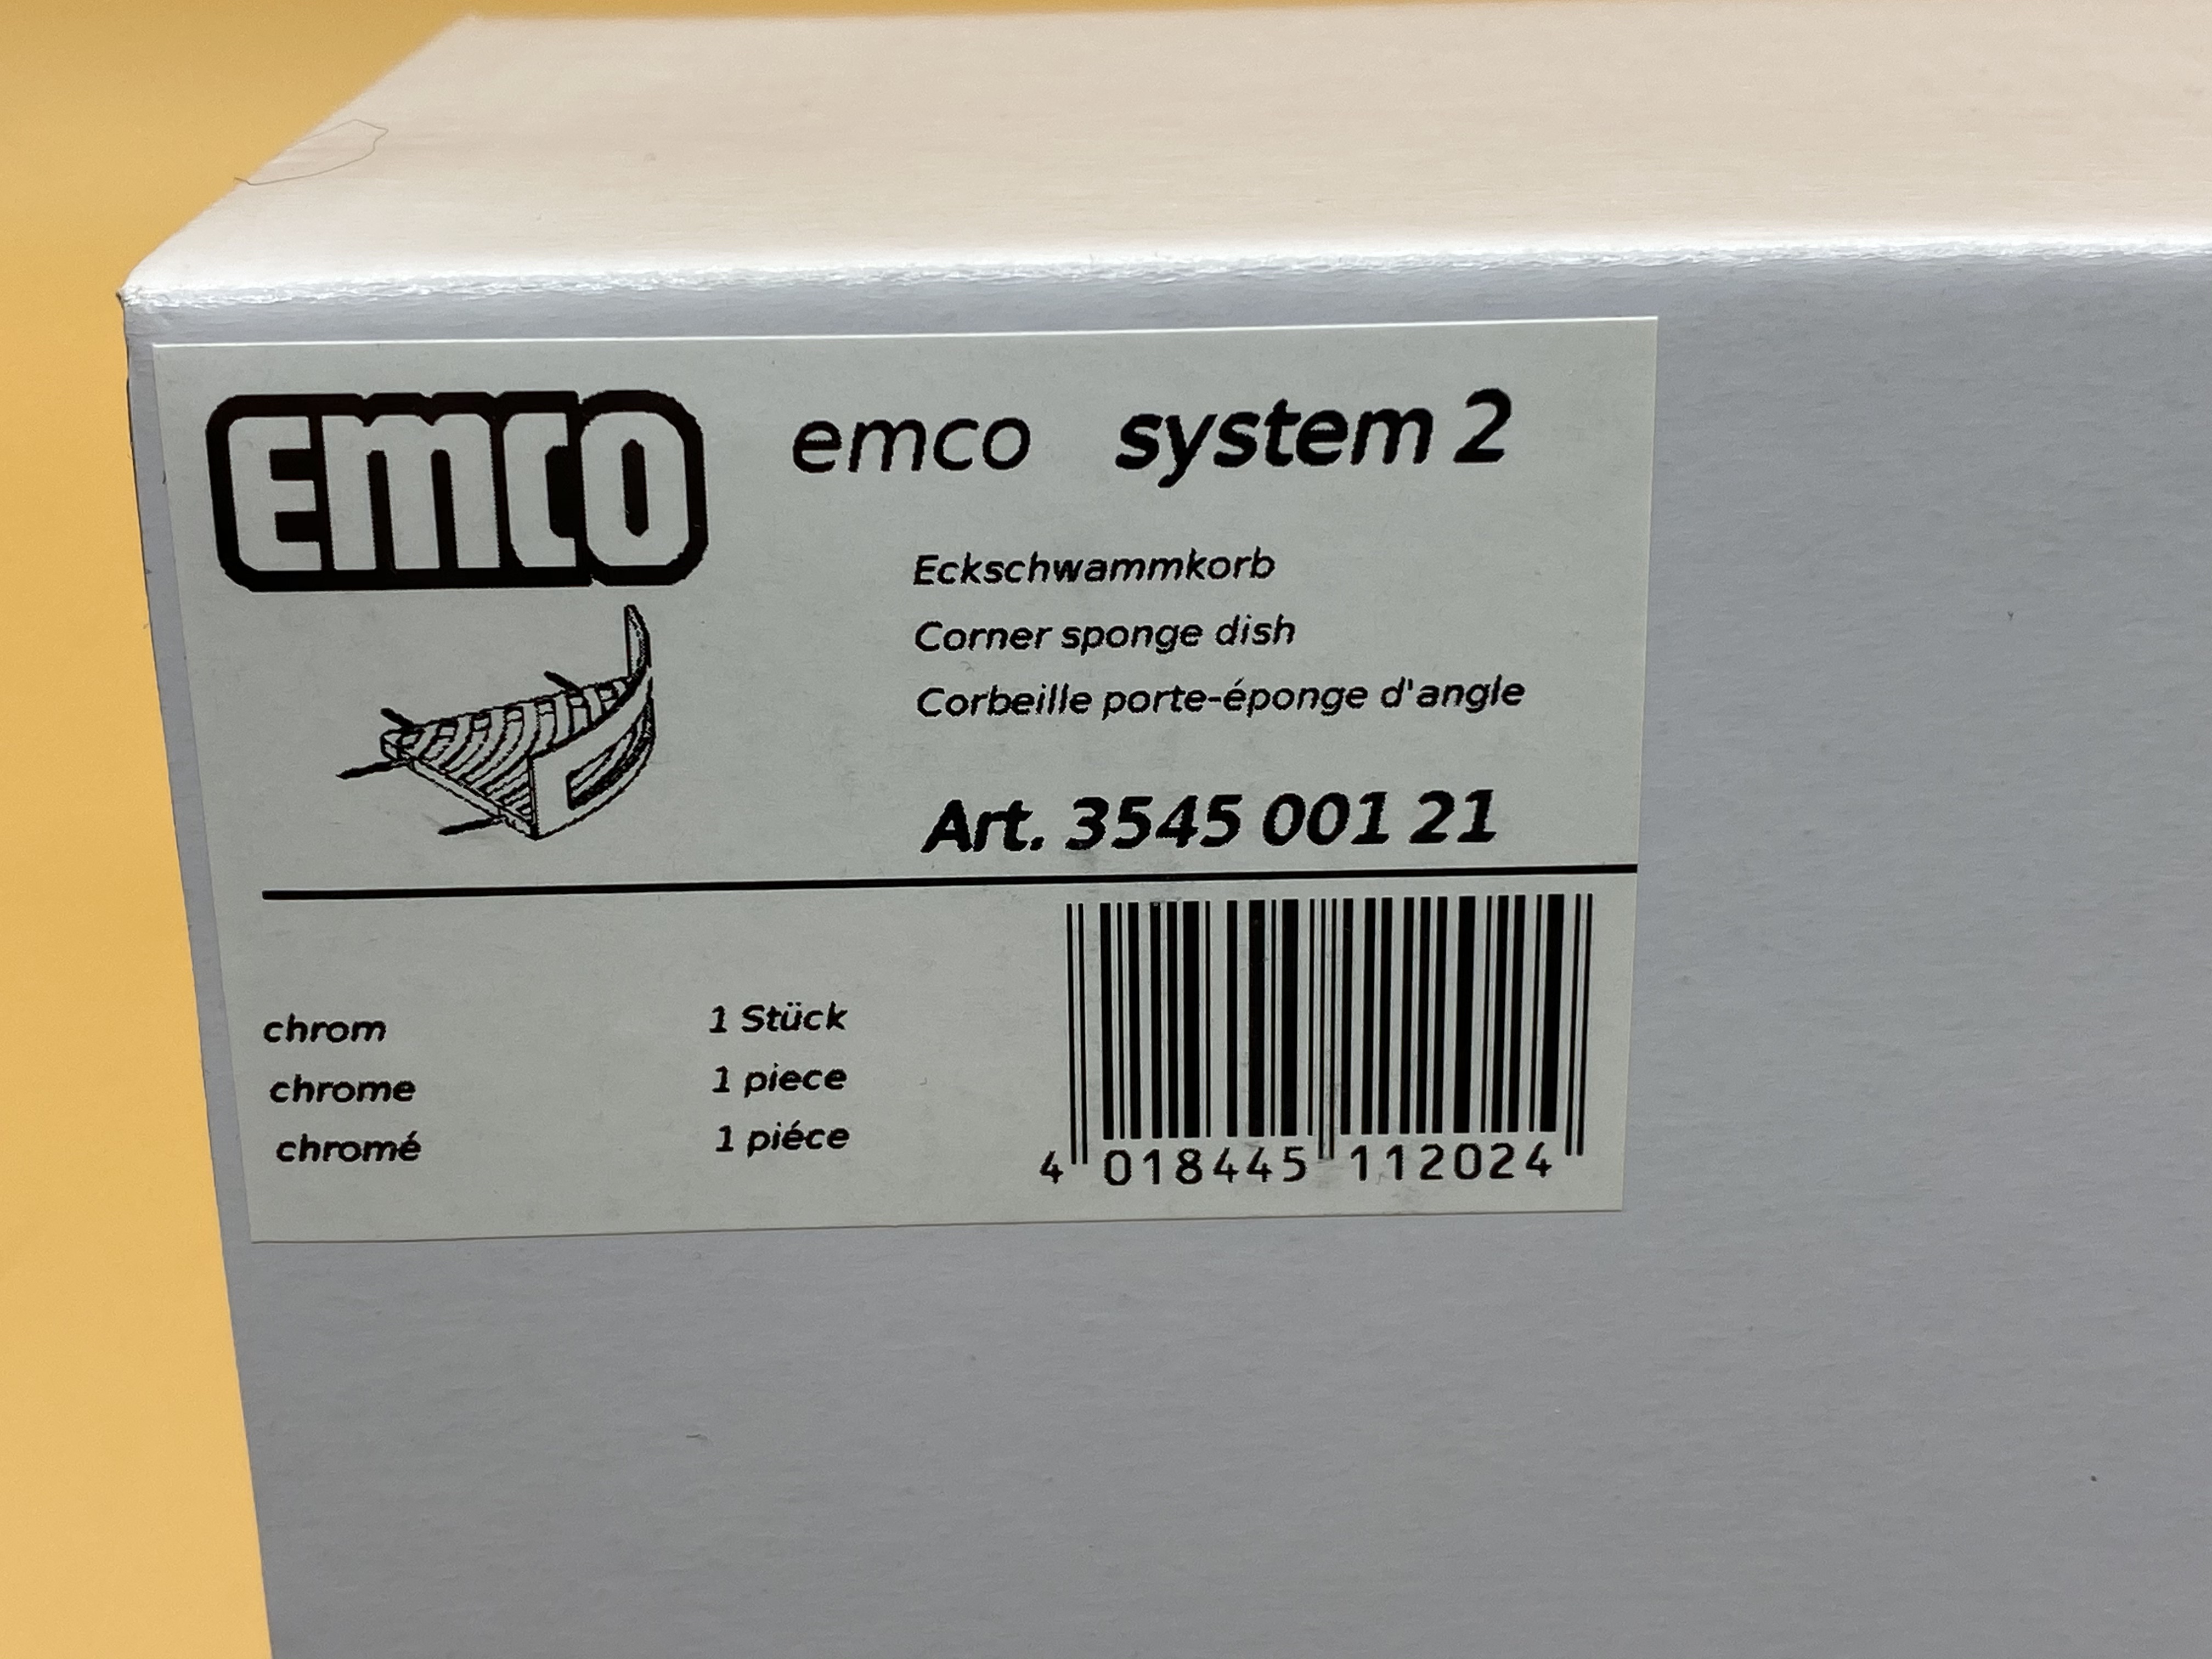 emco
emco system 2
Eckschwammkorb
Corner sponge dish
Corbeille porte-éponge d'angle
Art. 3545 001 21
chrom 1 Stück
chrome 1 piece
chromé 1 piéce
4 018445 112024